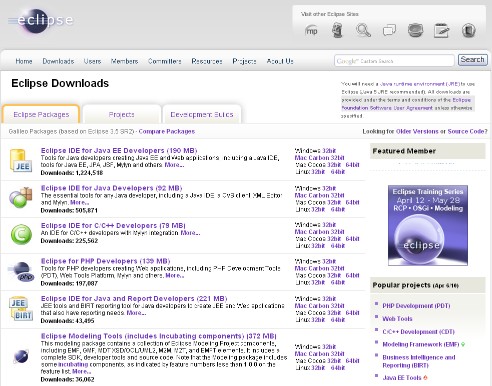 eclipse
Visit other Eclipse Sites
Home Downloads Users Members Committers Resources Projects About Us
Google™ Custom Search Search
Eclipse Downloads
You will need a Java runtime environment (JRE) to use
Eclipse (Java 5 JRE recommended). All downloads are
provided under the terms and conditions of the Eclipse
Foundation Software User Agreement unless otherwise
specified.
Eclipse Packages Projects Development Builds
Galileo Packages (based on Eclipse 3.5 SR2) - Compare Packages
Looking for Older Versions or Source Code?
Eclipse IDE for Java EE Developers (190 MB)
Tools for Java developers creating Java EE and Web applications, including a Java IDE,
tools for Java EE, JPA, JSF, Mylyn and others. More...
Downloads: 1,224,518
Windows 32bit
Mac Carbon 32bit
Mac Cocoa 32bit 64bit
Linux 32bit 64bit
Eclipse IDE for Java Developers (92 MB)
The essential tools for any Java developer, including a Java IDE, a CVS client, XML Editor
and Mylyn. More...
Downloads: 505,871
Windows 32bit
Mac Carbon 32bit
Mac Cocoa 32bit 64bit
Linux 32bit 64bit
Eclipse IDE for C/C++ Developers (79 MB)
An IDE for C/C++ developers with Mylyn integration. More...
Downloads: 225,562
Windows 32bit
Mac Carbon 32bit
Mac Cocoa 32bit 64bit
Linux 32bit 64bit
Eclipse for PHP Developers (139 MB)
Tools for PHP developers creating Web applications, including PHP Development Tools
(PDT), Web Tools Platform, Mylyn and others. More...
Downloads: 197,087
Windows 32bit
Mac Carbon 32bit
Mac Cocoa 32bit 64bit
Linux 32bit 64bit
JEE + BIRT
Eclipse IDE for Java and Report Developers (221 MB)
JEE tools and BIRT reporting tool for Java developers to create JEE and Web applications
that also have reporting needs. More...
Downloads: 43,495
Windows 32bit
Mac Carbon 32bit
Mac Cocoa 32bit 64bit
Linux 32bit 64bit
Eclipse Modeling Tools (includes Incubating components) (372 MB)
This modeling package contains a collection of Eclipse Modeling Project components,
including EMF, GMF, MDT XSD/OCL/UML2, M2M, M2T, and EMFT elements. It includes a
complete SDK, developer tools and source code. Note that the Modeling package includes
some incubating components, as indicated by feature numbers less than 1.0.0 on the
feature list. More...
Downloads: 36,062
Windows 32bit
Mac Carbon 32bit
Mac Cocoa 32bit 64bit
Linux 32bit 64bit
Featured Member
Eclipse Training Series
April 12 - May 28
RCP • OSGi • Modeling
eclipse
Popular projects (Apr 6/10)
PHP Development (PDT)
Web Tools
C/C++ Development (CDT)
Modeling Framework (EMF)
Business Intelligence and
Reporting (BIRT)
Java EE Tools